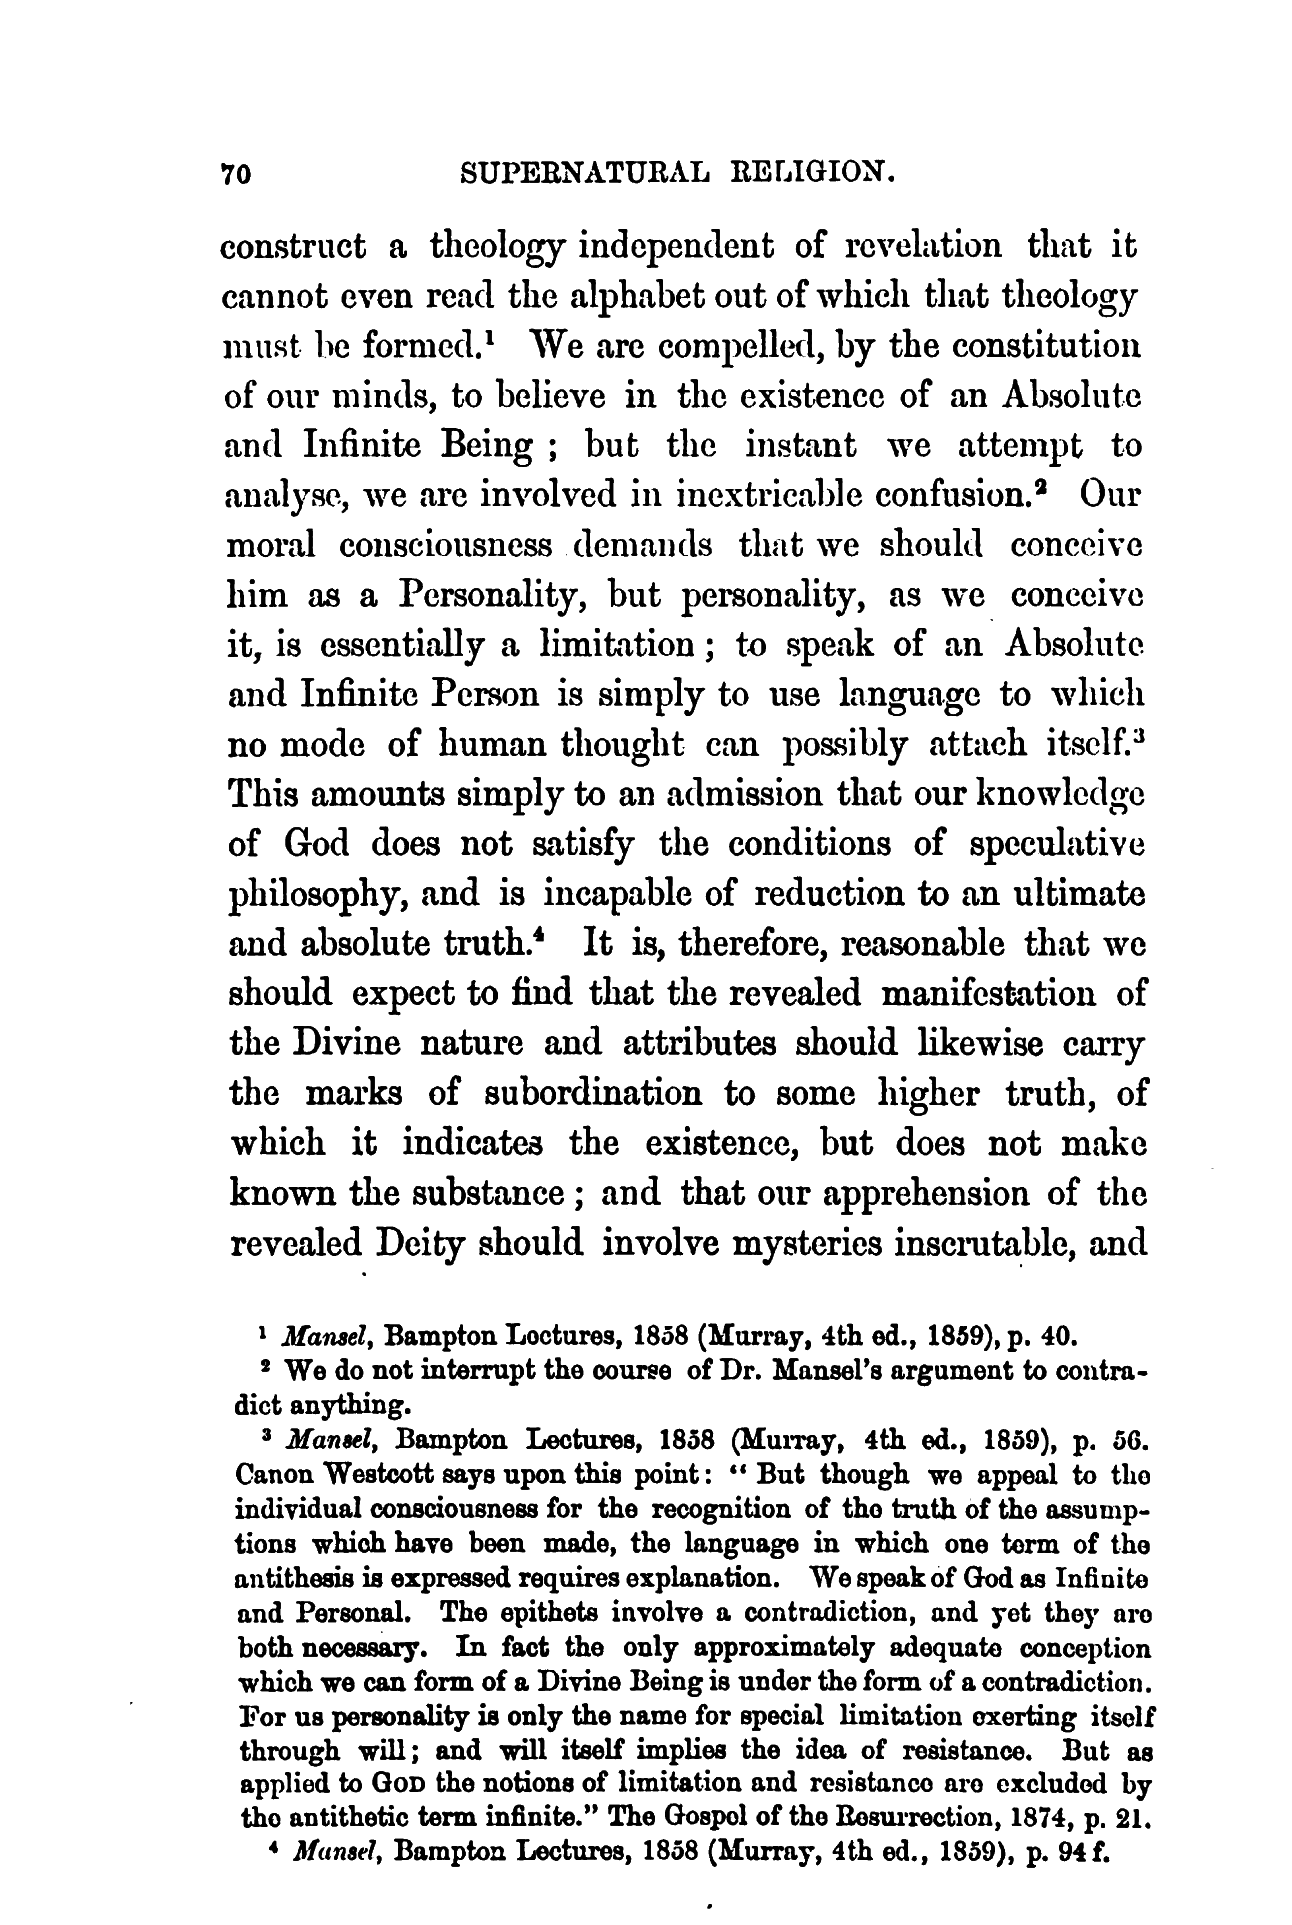 70 SUPERNATURAL RELIGION.
construct a theology independent of revelation that it
cannot even read the alphabet out of which that theology
must be formed.¹ We are compelled, by the constitution
of our minds, to believe in the existence of an Absolute
and Infinite Being ; but the instant we attempt to
analyse, we are involved in inextricable confusion.² Our
moral consciousness demands that we should conceive
him as a Personality, but personality, as we conceive
it, is essentially a limitation ; to speak of an Absolute
and Infinite Person is simply to use language to which
no mode of human thought can possibly attach itself.³
This amounts simply to an admission that our knowledge
of God does not satisfy the conditions of speculative
philosophy, and is incapable of reduction to an ultimate
and absolute truth.⁴ It is, therefore, reasonable that we
should expect to find that the revealed manifestation of
the Divine nature and attributes should likewise carry
the marks of subordination to some higher truth, of
which it indicates the existence, but does not make
known the substance ; and that our apprehension of the
revealed Deity should involve mysteries inscrutable, and
¹ Mansel, Bampton Lectures, 1858 (Murray, 4th ed., 1859), p. 40.
² We do not interrupt the course of Dr. Mansel's argument to contra-
dict anything.
³ Mansel, Bampton Lectures, 1858 (Murray, 4th ed., 1859), p. 56.
Canon Westcott says upon this point: "But though we appeal to the
individual consciousness for the recognition of the truth of the assump-
tions which have been made, the language in which one term of the
antithesis is expressed requires explanation. We speak of God as Infinite
and Personal. The epithets involve a contradiction, and yet they are
both necessary. In fact the only approximately adequate conception
which we can form of a Divine Being is under the form of a contradiction.
For us personality is only the name for special limitation exerting itself
through will; and will itself implies the idea of resistance. But as
applied to GOD the notions of limitation and resistance are excluded by
the antithetic term infinite." The Gospel of the Resurrection, 1874, p. 21.
⁴ Mansel, Bampton Lectures, 1858 (Murray, 4th ed., 1859), p. 94 f.